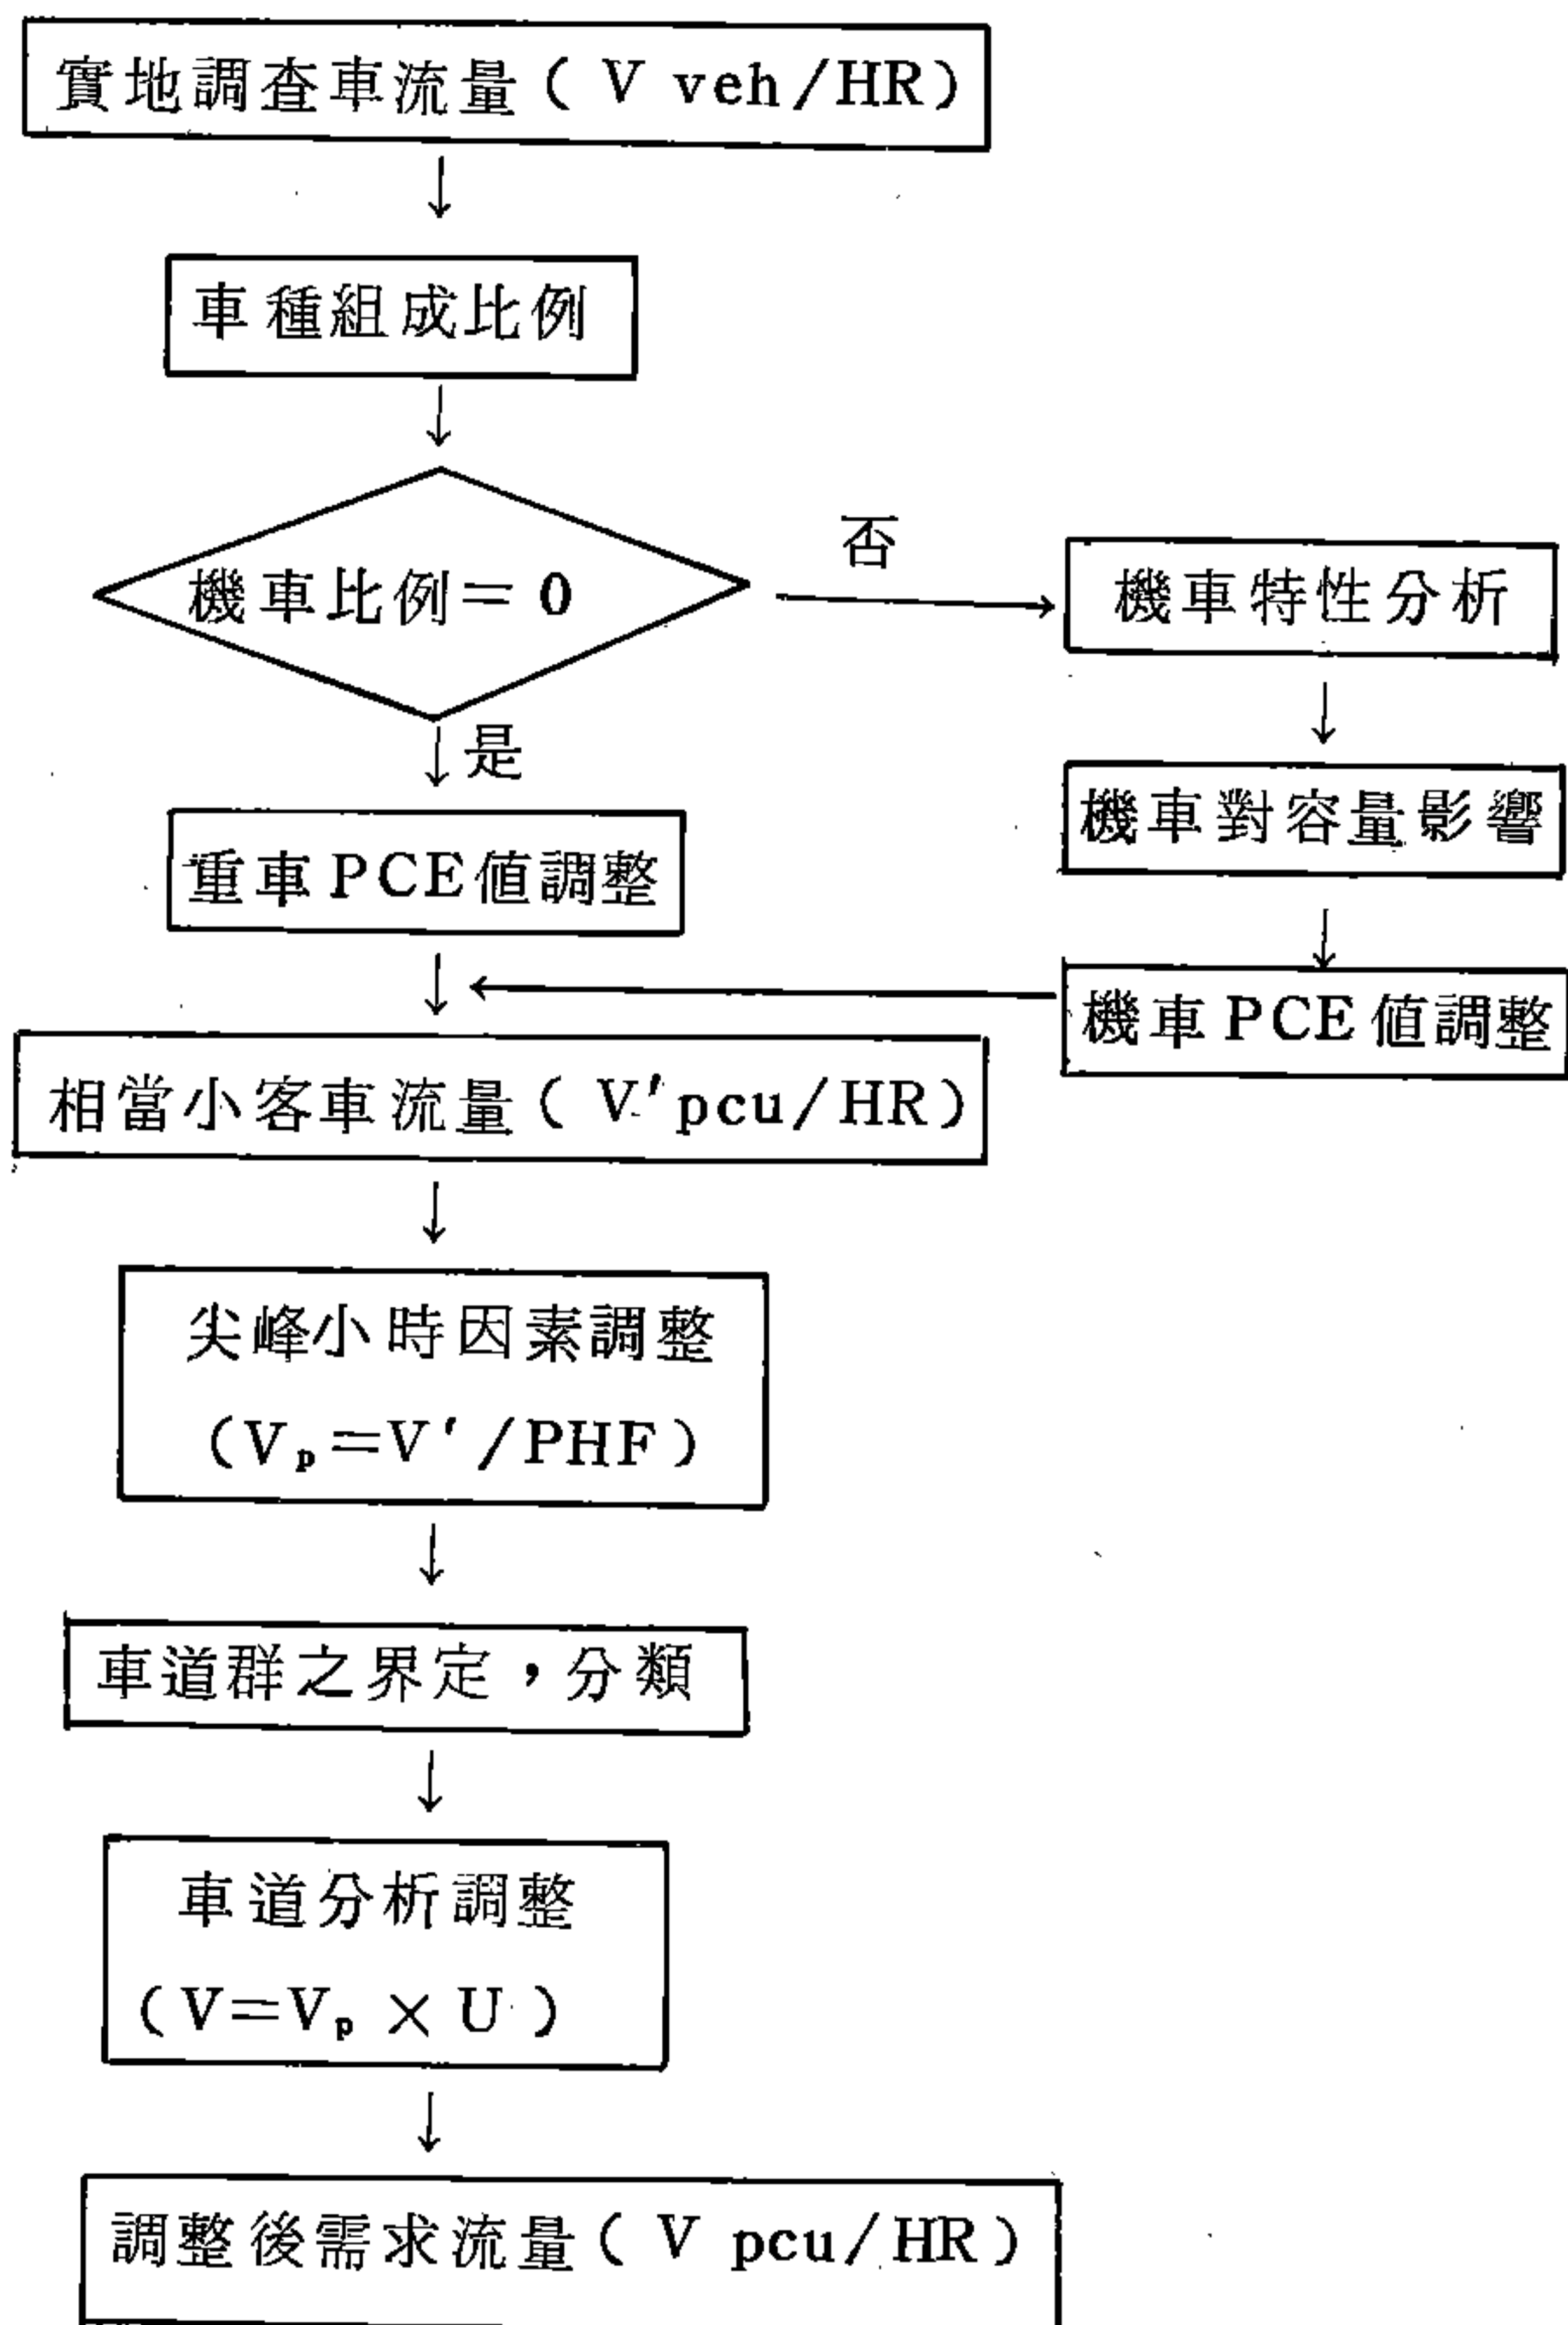 實地調查車流量( V veh/HR)
車種組成比例
機車比例=0
否
機車特性分析
是
機車對容量影響
重車PCE值調整
機車PCE值調整
相當小客車流量( V'pcu/HR)
尖峰小時因素調整
(Vp=V'/PHF)
車道群之界定,分類
車道分析調整
(V=Vp × U )
調整後需求流量( V pcu/HR)